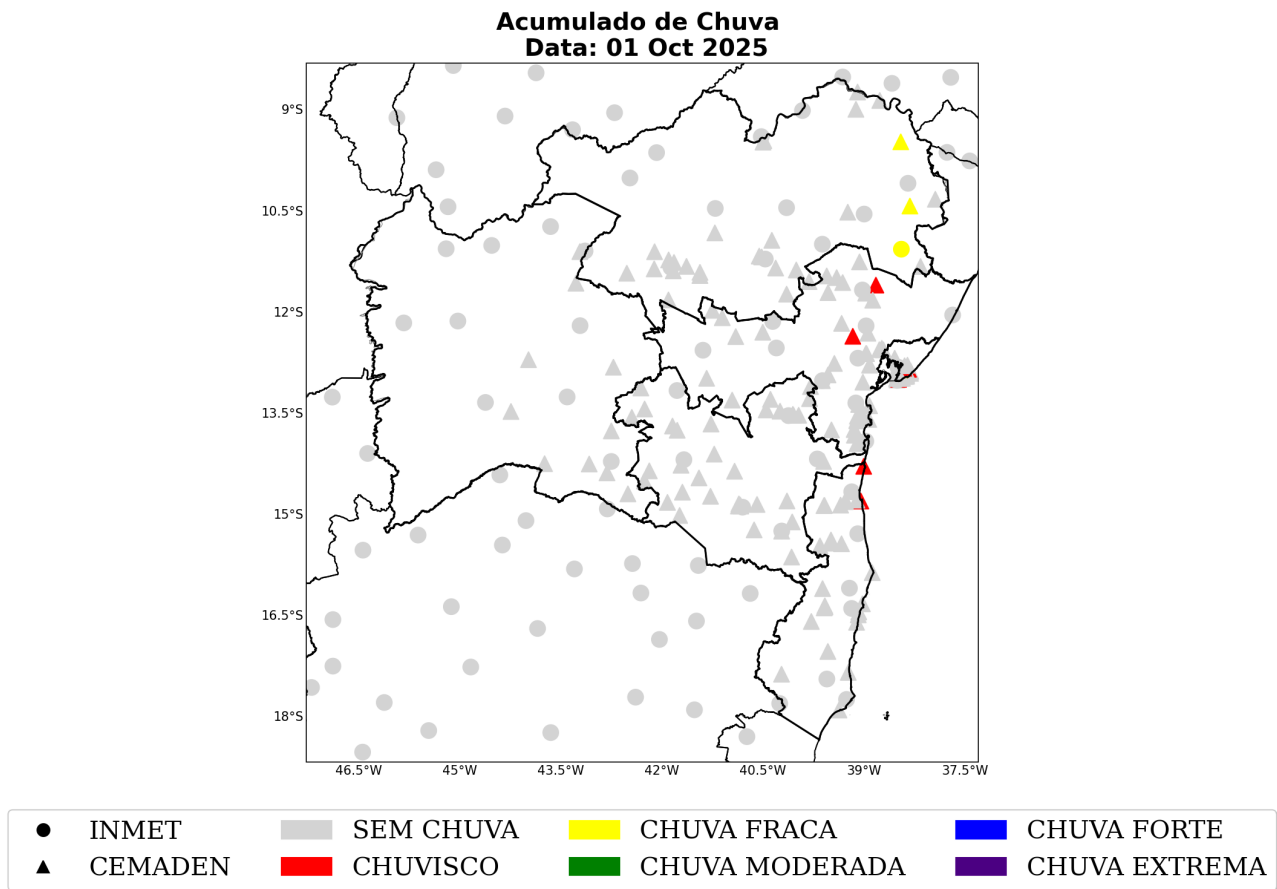 Acumulado de Chuva
Data: 01 Oct 2025
9°S
10.5°S
12°S
13.5°S
15°S
16.5°S
18°S
46.5°W 45°W 43.5°W 42°W 40.5°W 39°W 37.5°W
INMET SEM CHUVA CHUVA FRACA CHUVA FORTE
CEMADEN CHUVISCO CHUVA MODERADA CHUVA EXTREMA